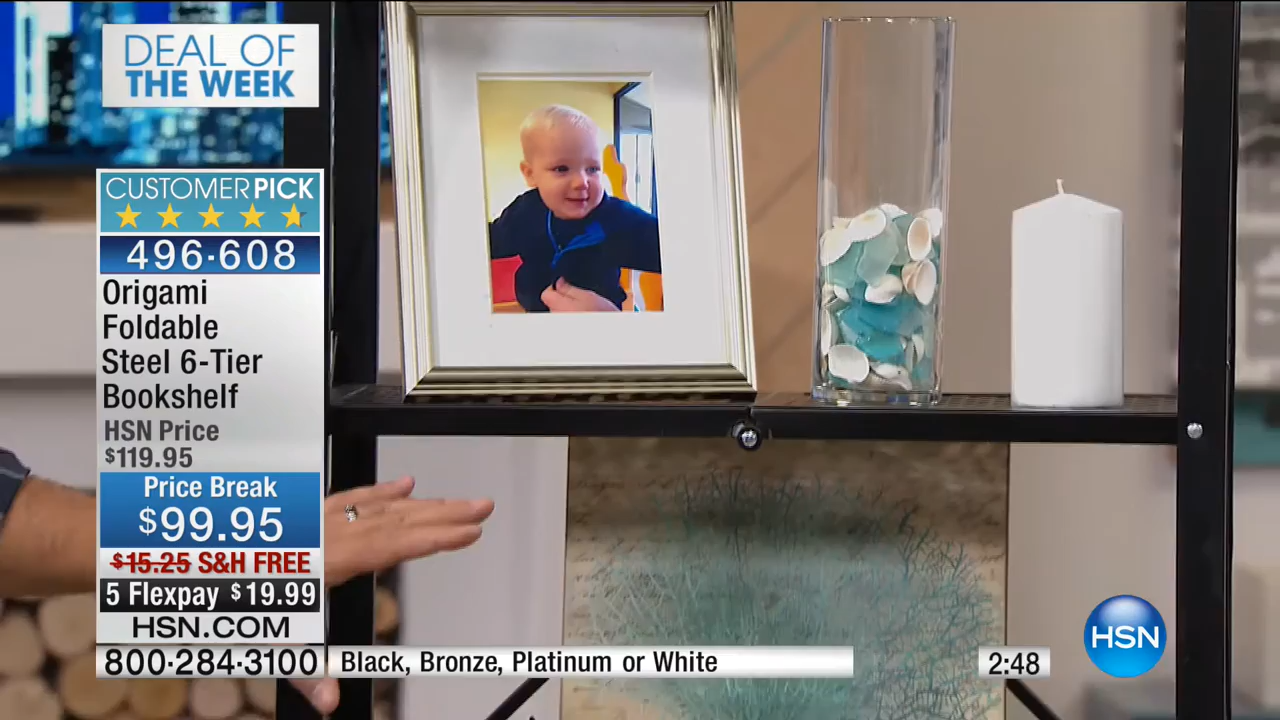 DEAL OF
THE WEEK
CUSTOMER PICK
496-608
Origami
Foldable
Steel 6-Tier
Bookshelf
HSN Price
$119.95
Price Break
$99.95
$15.25 S&H FREE
5 Flexpay $19.99
HSN.COM
800-284-3100
Black, Bronze, Platinum or White
2:48
HSN